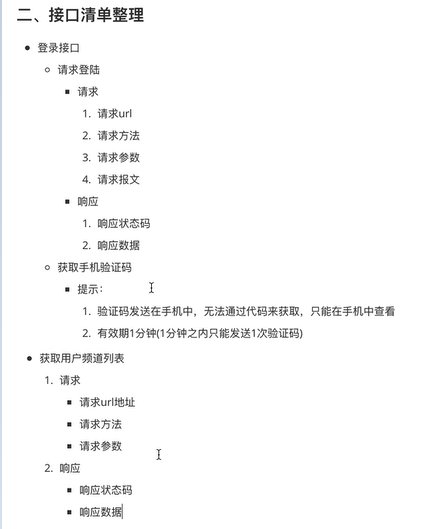 二、接口清单整理
登录接口
请求登陆
请求
1. 请求url
2. 请求方法
3. 请求参数
4. 请求报文
响应
1. 响应状态码
2. 响应数据
获取手机验证码
提示：
1. 验证码发送在手机中，无法通过代码来获取，只能在手机中查看
2. 有效期1分钟(1分钟之内只能发送1次验证码)
获取用户频道列表
1. 请求
请求url地址
请求方法
请求参数
2. 响应
响应状态码
响应数据